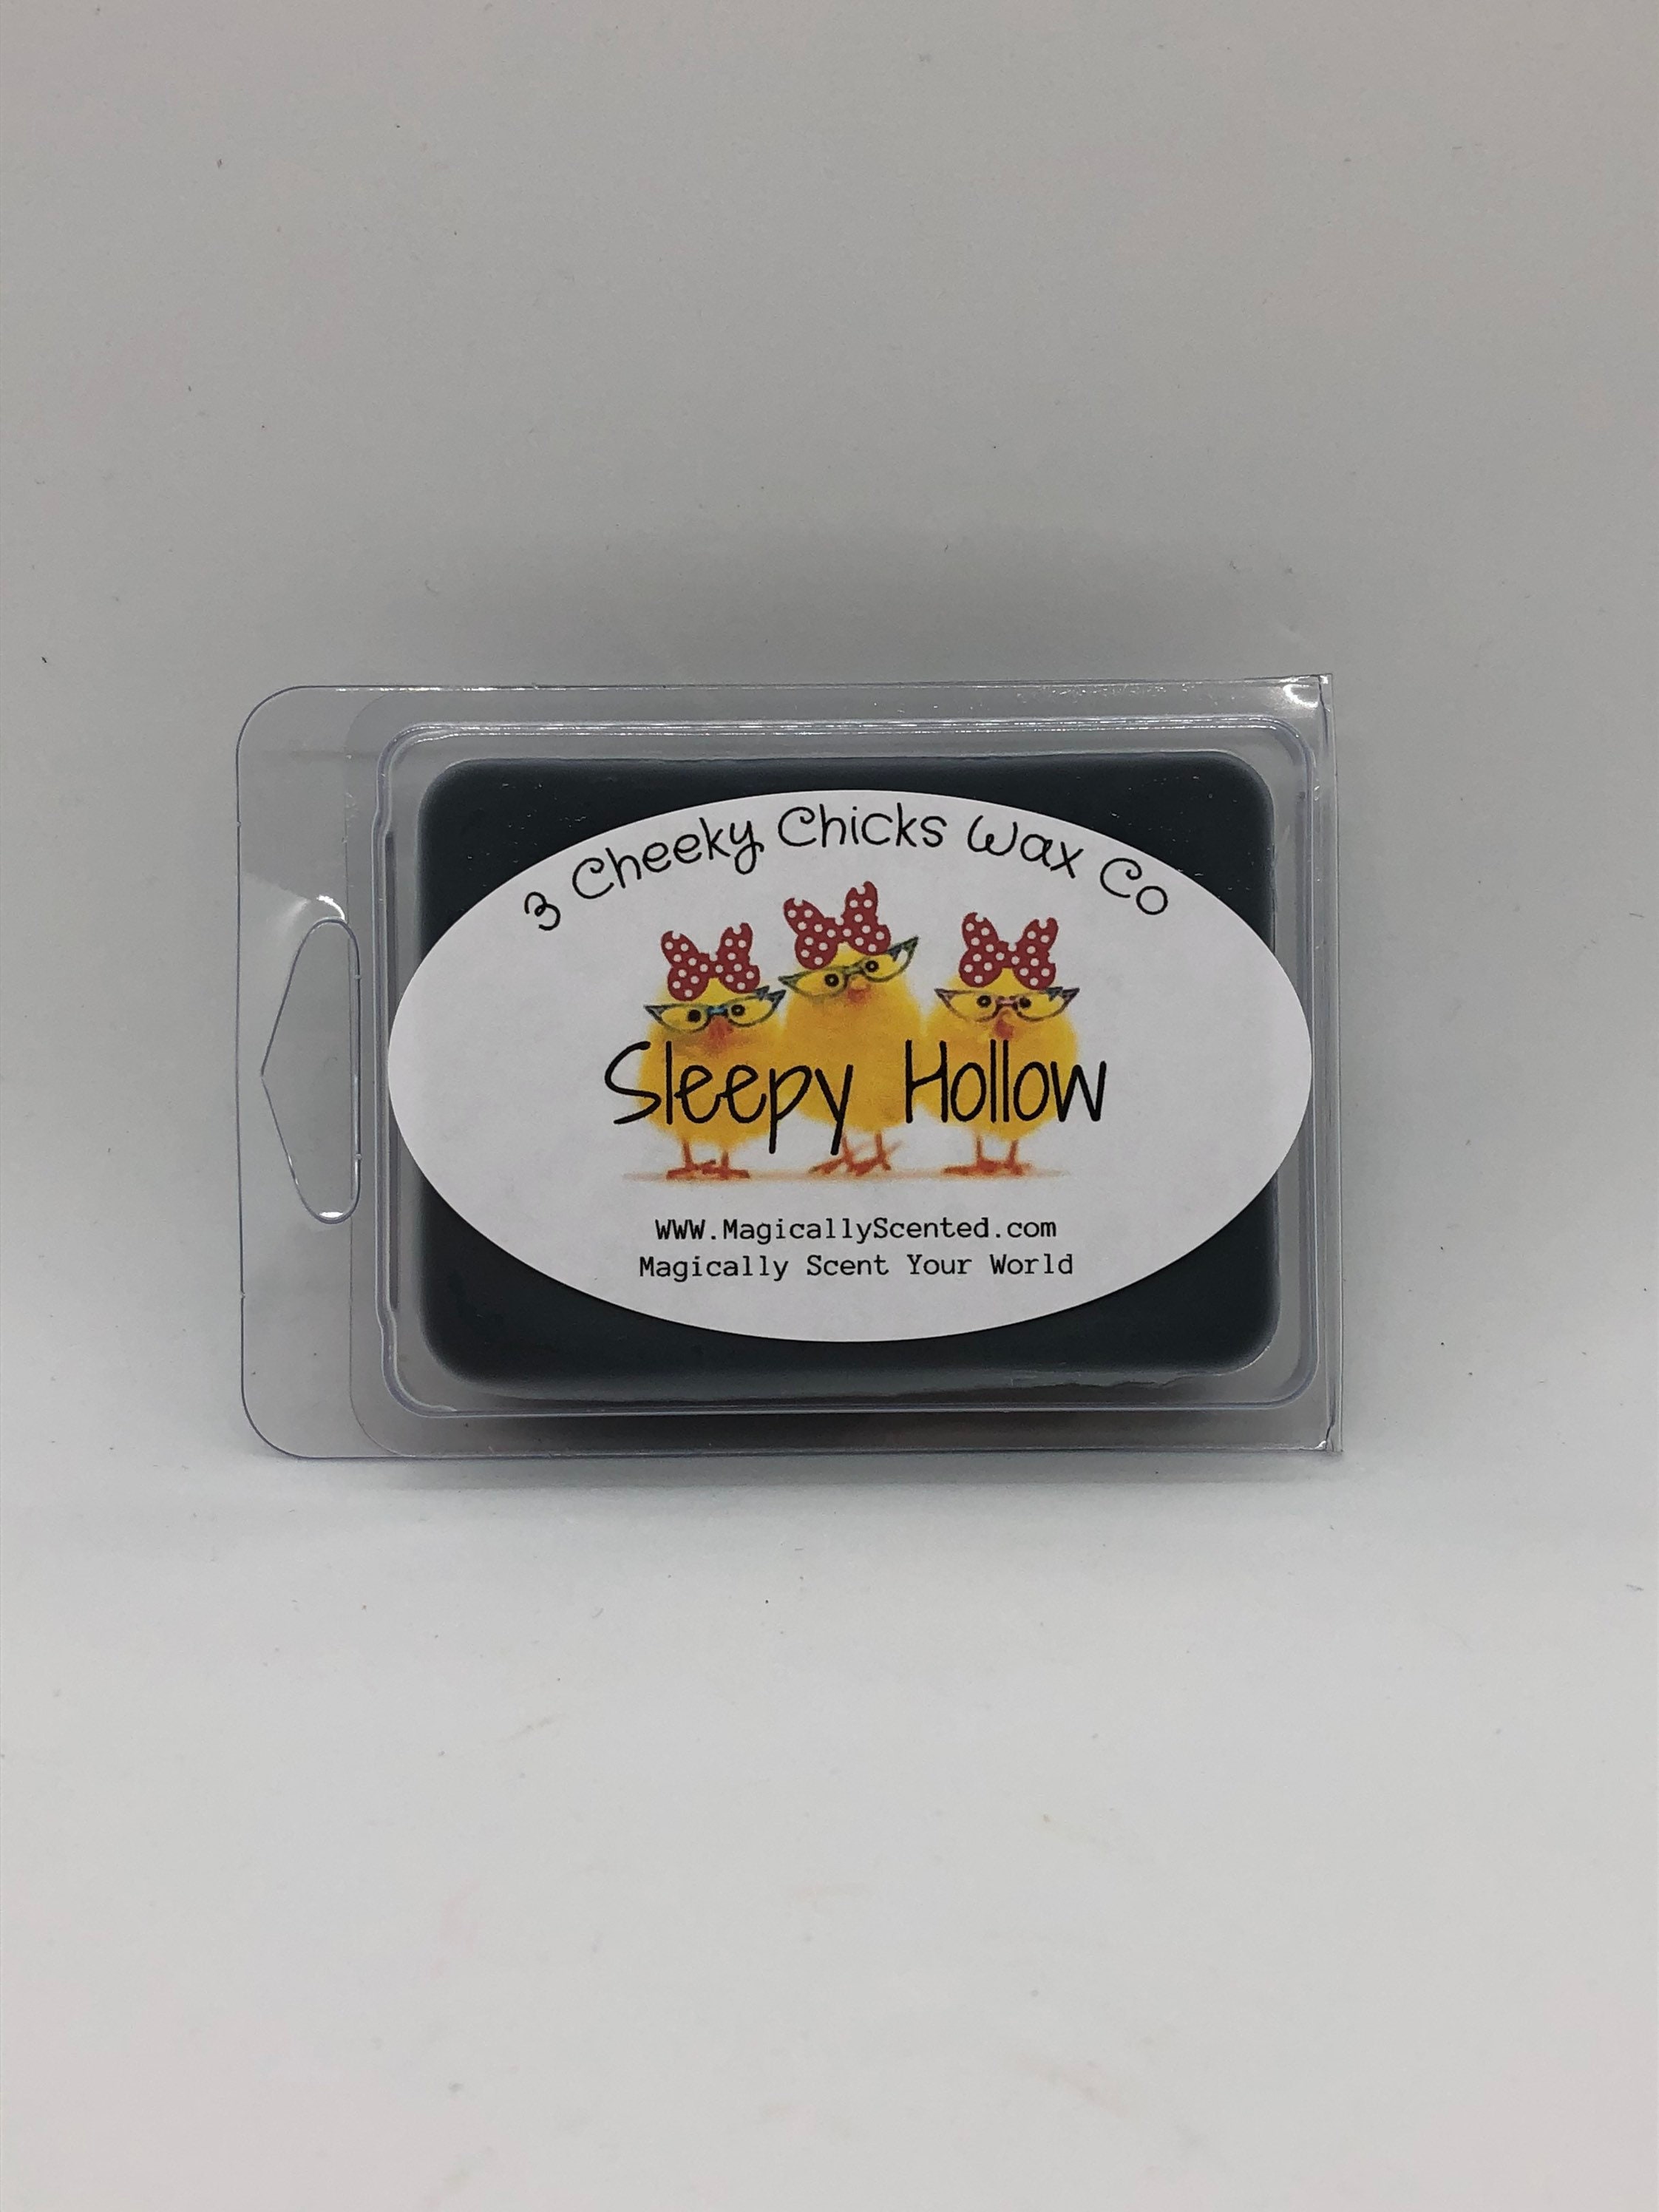 3 Cheeky Chicks Wax Co
Sleepy Hollow
WWW.MagicallyScented.com
Magically Scent Your World